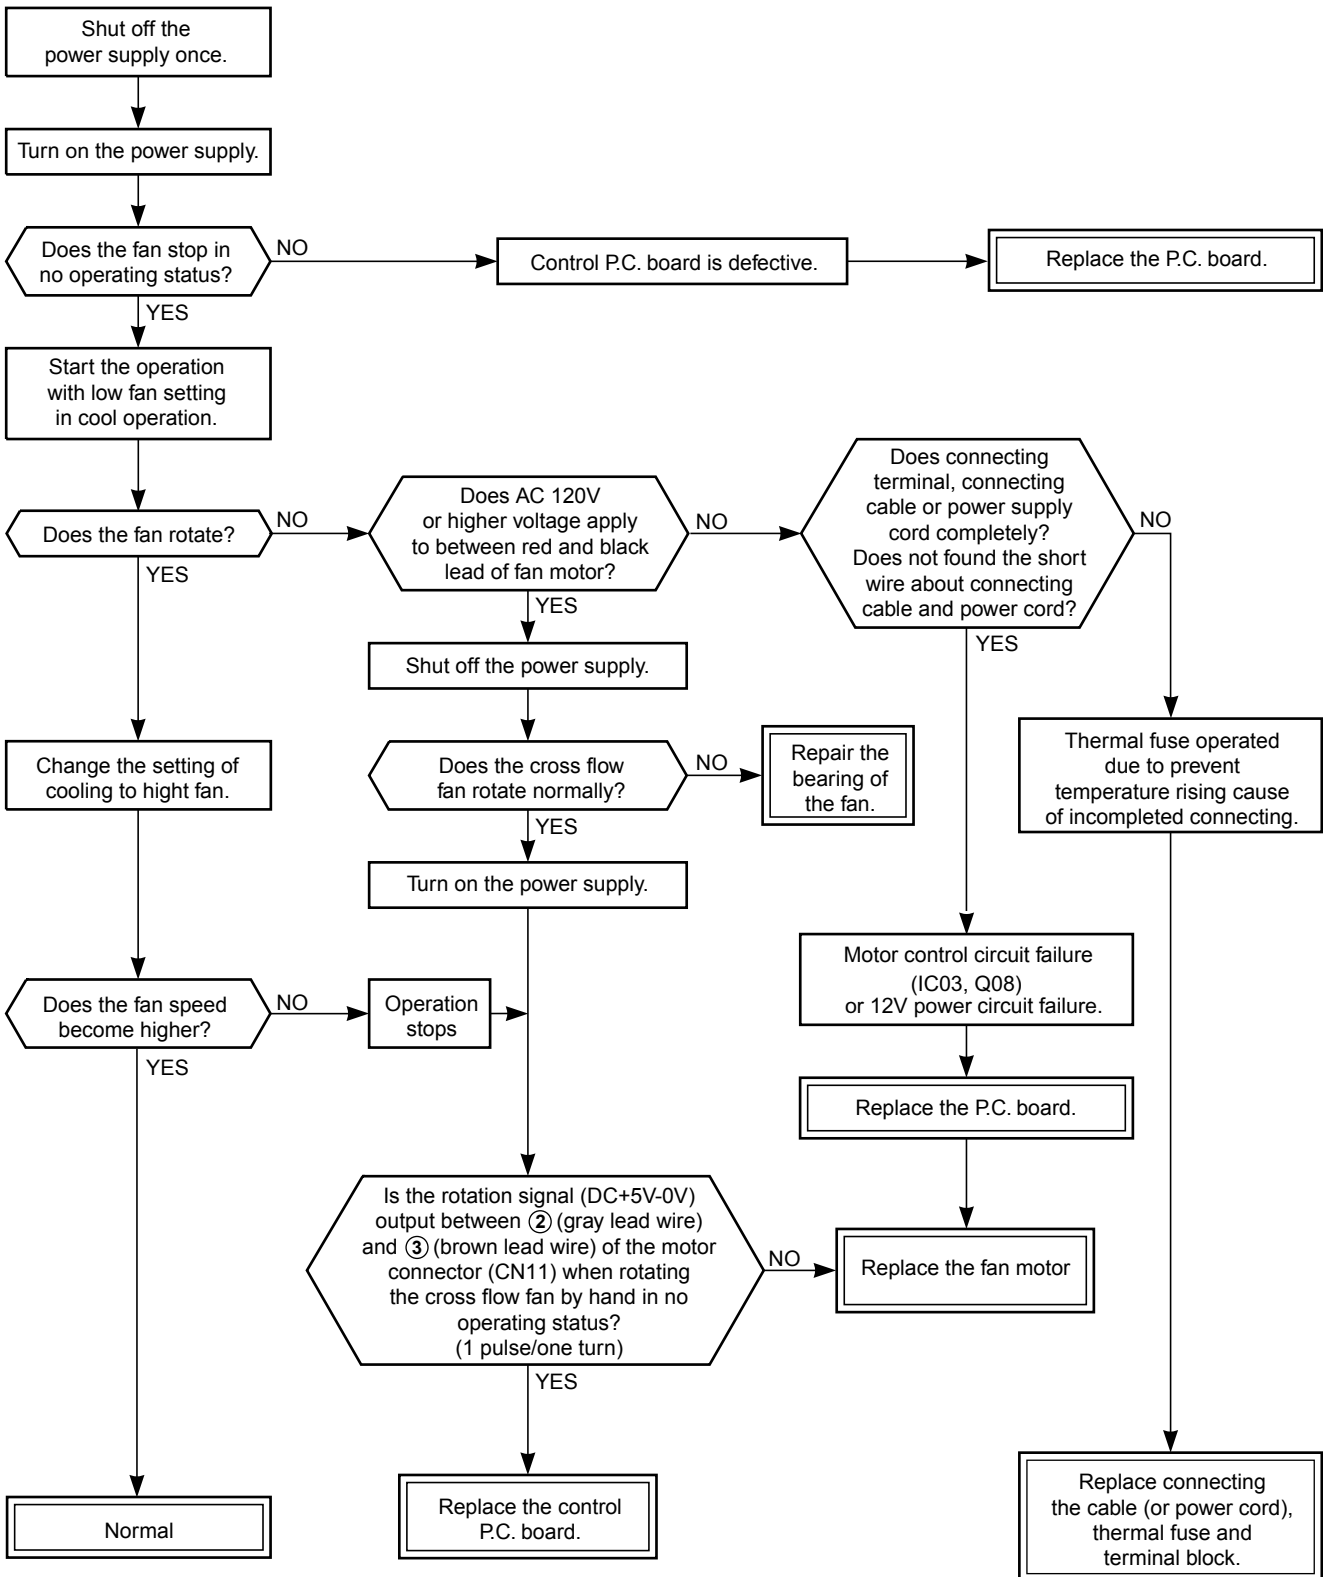 Shut off the
power supply once.
Turn on the power supply.
Does the fan stop in
no operating status?
NO
Control P.C. board is defective.
Replace the P.C. board.
YES
Start the operation
with low fan setting
in cool operation.
Does the fan rotate?
NO
Does AC 120V
or higher voltage apply
to between red and black
lead of fan motor?
NO
Does connecting
terminal, connecting
cable or power supply
cord completely?
Does not found the short
wire about connecting
cable and power cord?
NO
YES
YES
YES
Shut off the power supply.
Change the setting of
cooling to hight fan.
Does the cross flow
fan rotate normally?
NO
Repair the
bearing of
the fan.
Thermal fuse operated
due to prevent
temperature rising cause
of incompleted connecting.
YES
Turn on the power supply.
Motor control circuit failure
(IC03, Q08)
or 12V power circuit failure.
Does the fan speed
become higher?
NO
Operation
stops
YES
Replace the P.C. board.
Is the rotation signal (DC+5V-0V)
output between ② (gray lead wire)
and ③ (brown lead wire) of the motor
connector (CN11) when rotating
the cross flow fan by hand in no
operating status?
(1 pulse/one turn)
NO
Replace the fan motor
YES
Normal
Replace the control
P.C. board.
Replace connecting
the cable (or power cord),
thermal fuse and
terminal block.